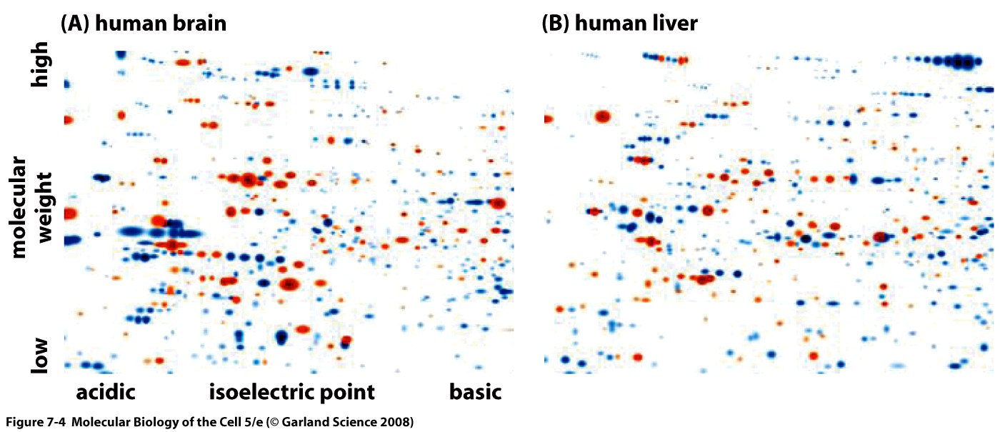 (A) human brain
(B) human liver
high
molecular
weight
low
acidic
isoelectric point
basic
Figure 7-4 Molecular Biology of the Cell 5/e (© Garland Science 2008)